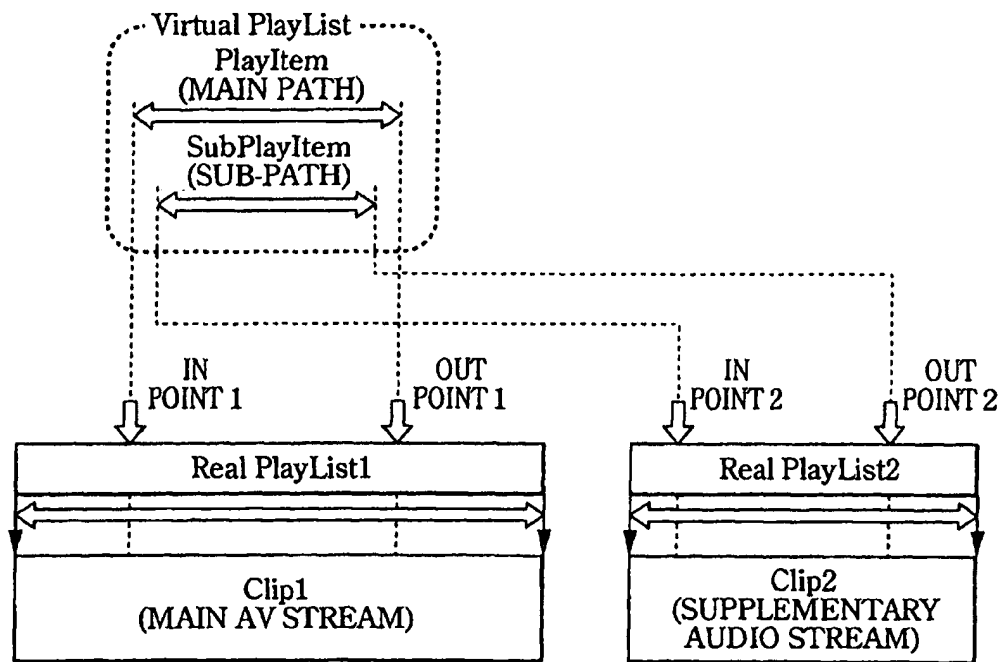 Virtual PlayList
PlayItem
(MAIN PATH)
SubPlayItem
(SUB-PATH)
IN
POINT 1
OUT
POINT 1
IN
POINT 2
OUT
POINT 2
Real PlayList1
Real PlayList2
Clip1
(MAIN AV STREAM)
Clip2
(SUPPLEMENTARY
AUDIO STREAM)